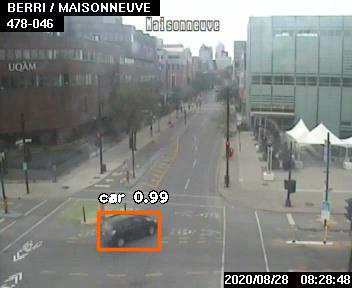 BERRI / MAISONNEUVE
478-046
Maisonneuve
UQÀM
car 0.99
2020/08/28 08:28:48